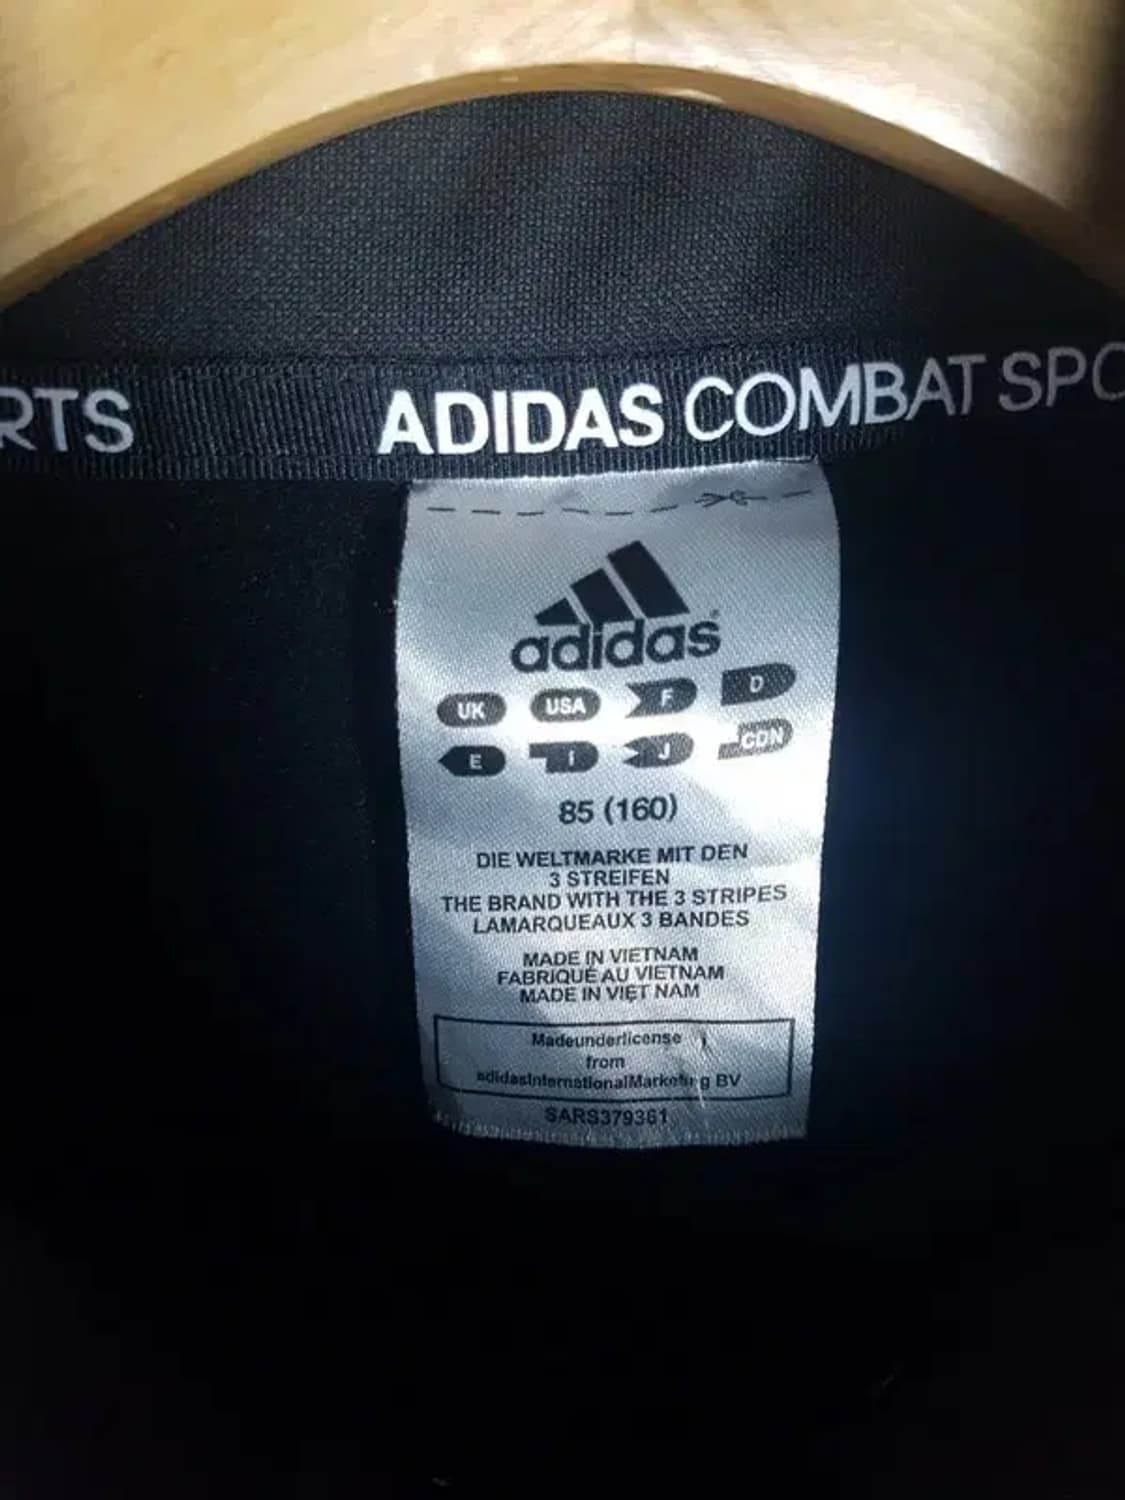 RTS ADIDAS COMBAT SPO
adidas®
UK USA F D
E I J CDN
85 (160)
DIE WELTMARKE MIT DEN
3 STREIFEN
THE BRAND WITH THE 3 STRIPES
LAMARQUEAUX 3 BANDES
MADE IN VIETNAM
FABRIQUÉ AU VIETNAM
MADE IN VIỆT NAM
Madeunderlicense
from
adidasInternationalMarketing BV
SARS379361